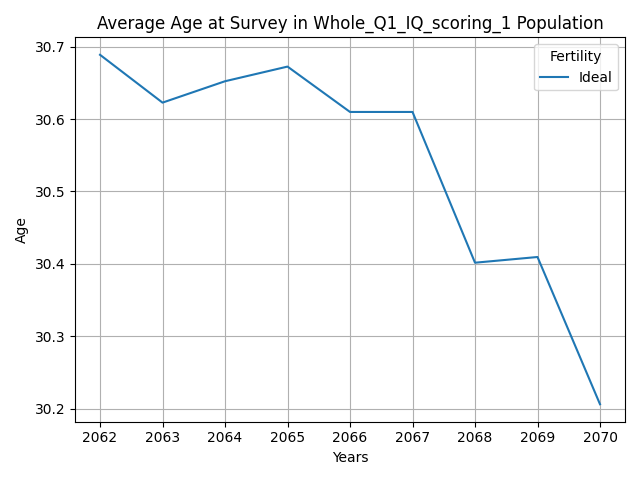 Average Age at Survey in Whole_Q1_IQ_scoring_1 Population
Fertility
Ideal
Age
30.7
30.6
30.5
30.4
30.3
30.2
2062 2063 2064 2065 2066 2067 2068 2069 2070
Years